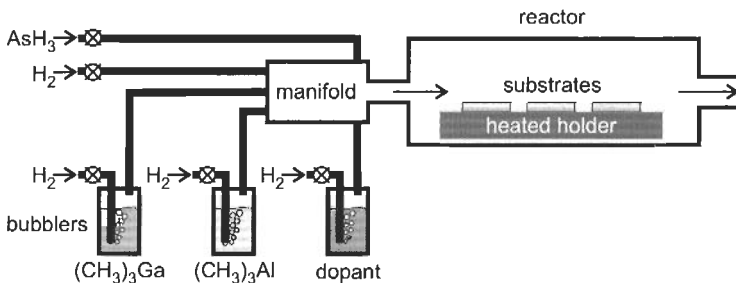 reactor
AsH3
H2
manifold
substrates
heated holder
H2
H2
H2
bubblers
(CH3)3Ga
(CH3)3Al
dopant